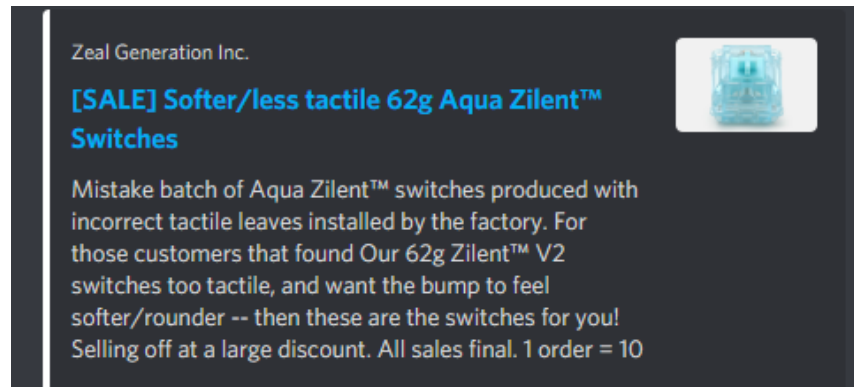 Zeal Generation Inc.
[SALE] Softer/less tactile 62g Aqua Zilent™
Switches
Mistake batch of Aqua Zilent™ switches produced with
incorrect tactile leaves installed by the factory. For
those customers that found Our 62g Zilent™ V2
switches too tactile, and want the bump to feel
softer/rounder -- then these are the switches for you!
Selling off at a large discount. All sales final. 1 order = 10